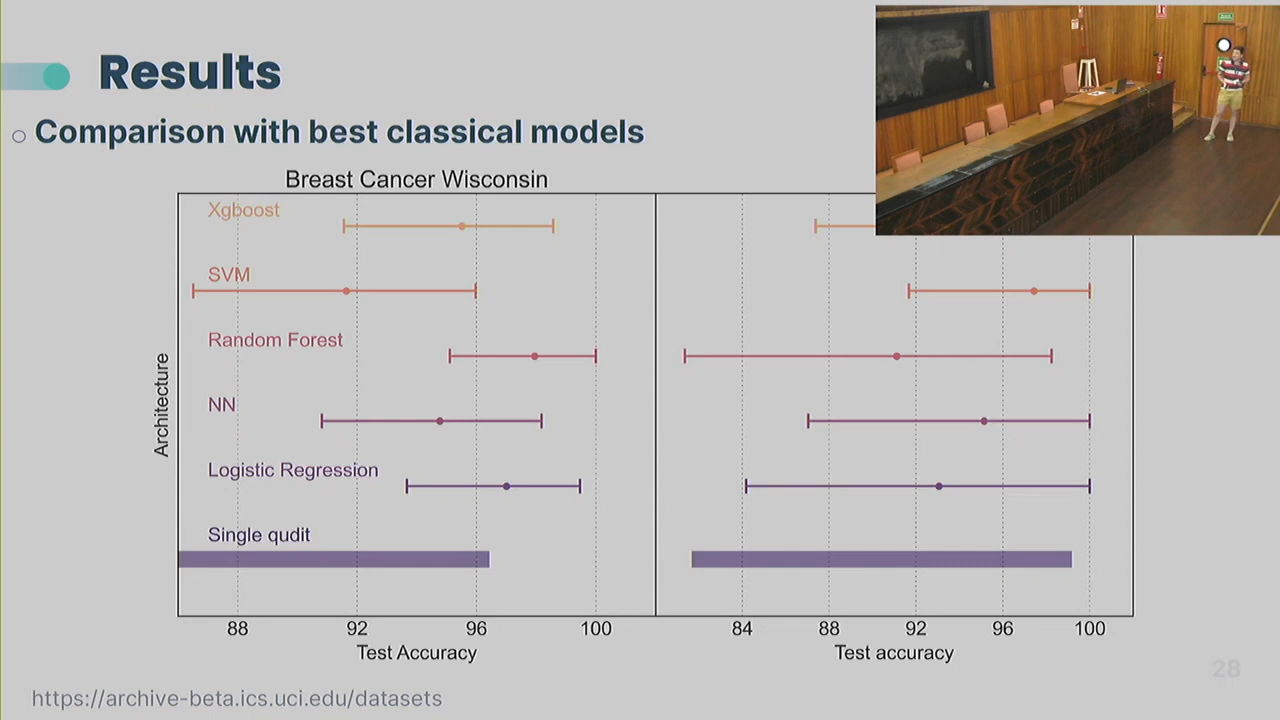 Results
Comparison with best classical models
Breast Cancer Wisconsin
Architecture
Xgboost
SVM
Random Forest
NN
Logistic Regression
Single qudit
88 92 96 100
Test Accuracy
84 88 92 96 100
Test accuracy
28
https://archive-beta.ics.uci.edu/datasets